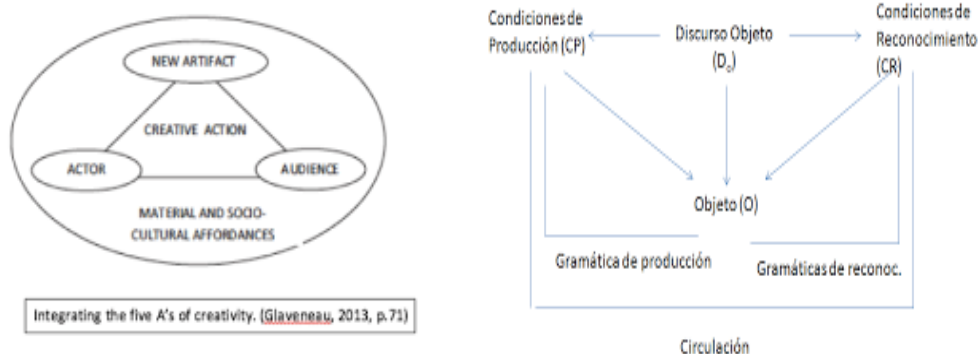 NEW ARTIFACT
CREATIVE ACTION
ACTOR
AUDIENCE
MATERIAL AND SOCIO-
CULTURAL AFFORDANCES
Integrating the five A's of creativity. (Glaveneau, 2013, p.71)
Condiciones de
Producción (CP)
Discurso Objeto
(Dₒ)
Condiciones de
Reconocimiento
(CR)
Objeto (O)
Gramática de producción
Gramáticas de reconoc.
Circulación